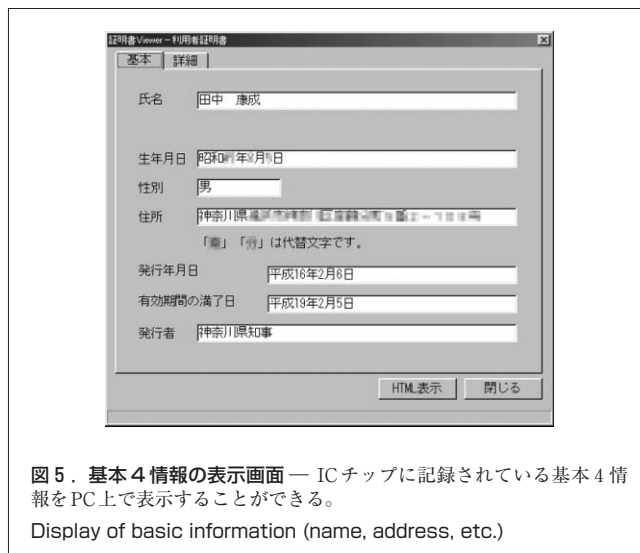 証明書Viewer－利用者証明書
基本 詳細
氏名 田中 康成
生年月日 昭和 年 月 日
性別 男
住所 神奈川県
「 」「 」は代替文字です。
発行年月日 平成16年2月6日
有効期間の満了日 平成19年2月5日
発行者 神奈川県知事
HTML表示 閉じる
図5．基本4情報の表示画面 — ICチップに記録されている基本4情
報をPC上で表示することができる。
Display of basic information (name, address, etc.)